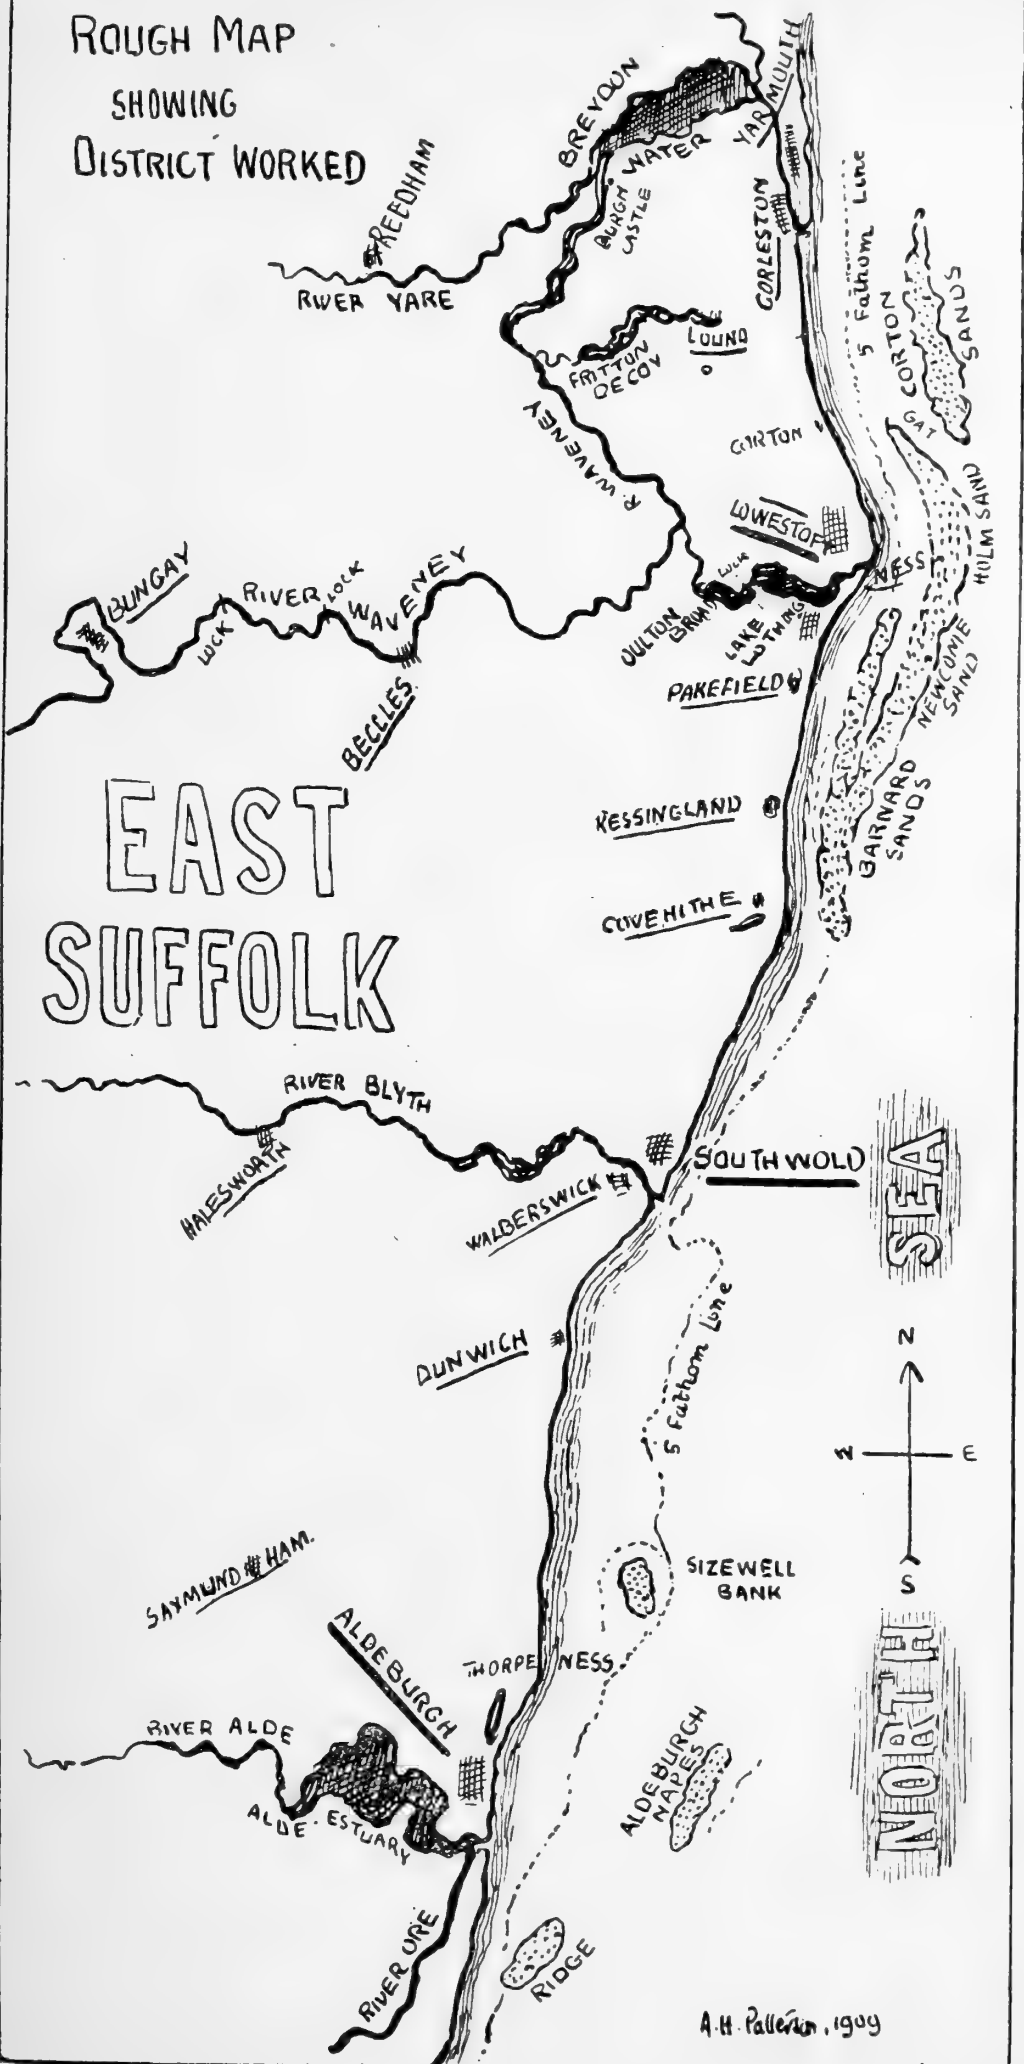 ROUGH MAP
SHOWING
DISTRICT WORKED
REEDHAM
RIVER YARE
BREYDON
WATER
YARMOUTH
BURGH
CASTLE
GORLESTON
5 Fathom Line
CORTON
SANDS
GAT
FRITTON
DECOY
LOUND
R. WAVENEY
CORTON
LOWESTOFT
NESS
HOLM SAND
BUNGAY
RIVER
WAVENEY
LOCK
LOCK
BECCLES
OULTON
BROAD
LOCK
LAKE
LOTHING
PAKEFIELD
NEWCOME
SAND
KESSINGLAND
BARNARD
SANDS
COVEHITHE
EAST
SUFFOLK
RIVER BLYTH
HALESWORTH
WALBERSWICK
SOUTHWOLD
SEA
DUNWICH
5 Fathom Line
N
W E
S
SAXMUNDHAM.
SIZEWELL
BANK
THORPE NESS
ALDEBURGH
NORTH
RIVER ALDE
ALDE. ESTUARY
ALDEBURGH
NAPES
RIVER ORE
RIDGE
A.H. Patterson, 1909